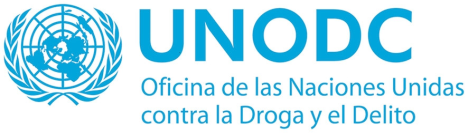 UNODC
Oficina de las Naciones Unidas
contra la Droga y el Delito